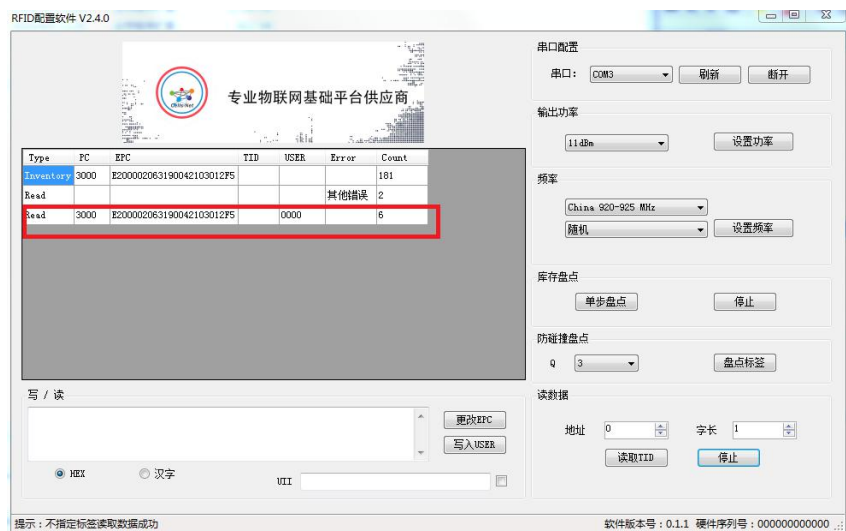 RFID配置软件 V2.4.0
专业物联网基础平台供应商
Type PC EPC TID USER Error Count
Inventory 3000 E200002063190042103012F5 181
Read 其他错误 2
Read 3000 E200002063190042103012F5 0000 6
写 / 读
更改EPC
写入USER
HEX 汉字 UII
串口配置
串口： COM3 刷新 断开
输出功率
11dBm 设置功率
频率
China 920-925 MHz
随机 设置频率
库存盘点
单步盘点 停止
防碰撞盘点
Q 3 盘点标签
读数据
地址 0 字长 1
读取TID 停止
提示：不指定标签读取数据成功 软件版本号：0.1.1 硬件序列号：000000000000